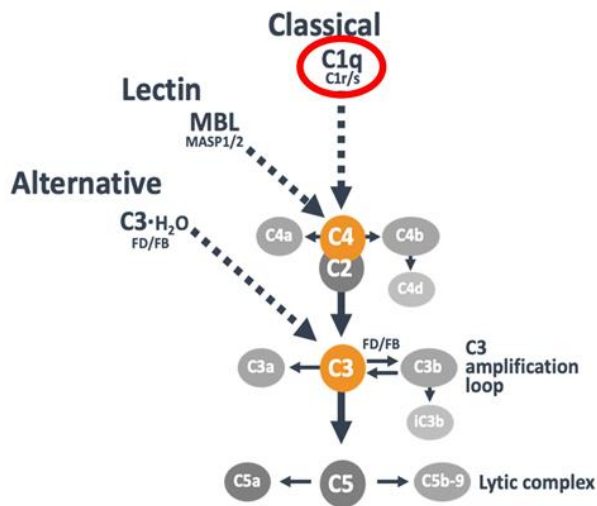 Classical
C1q
C1r/s
Lectin
MBL
MASP1/2
Alternative
C3·H₂O
FD/FB
C4a
C4
C4b
C2
C4d
C3a
C3
FD/FB
C3b
C3
amplification
loop
iC3b
C5a
C5
C5b-9
Lytic complex